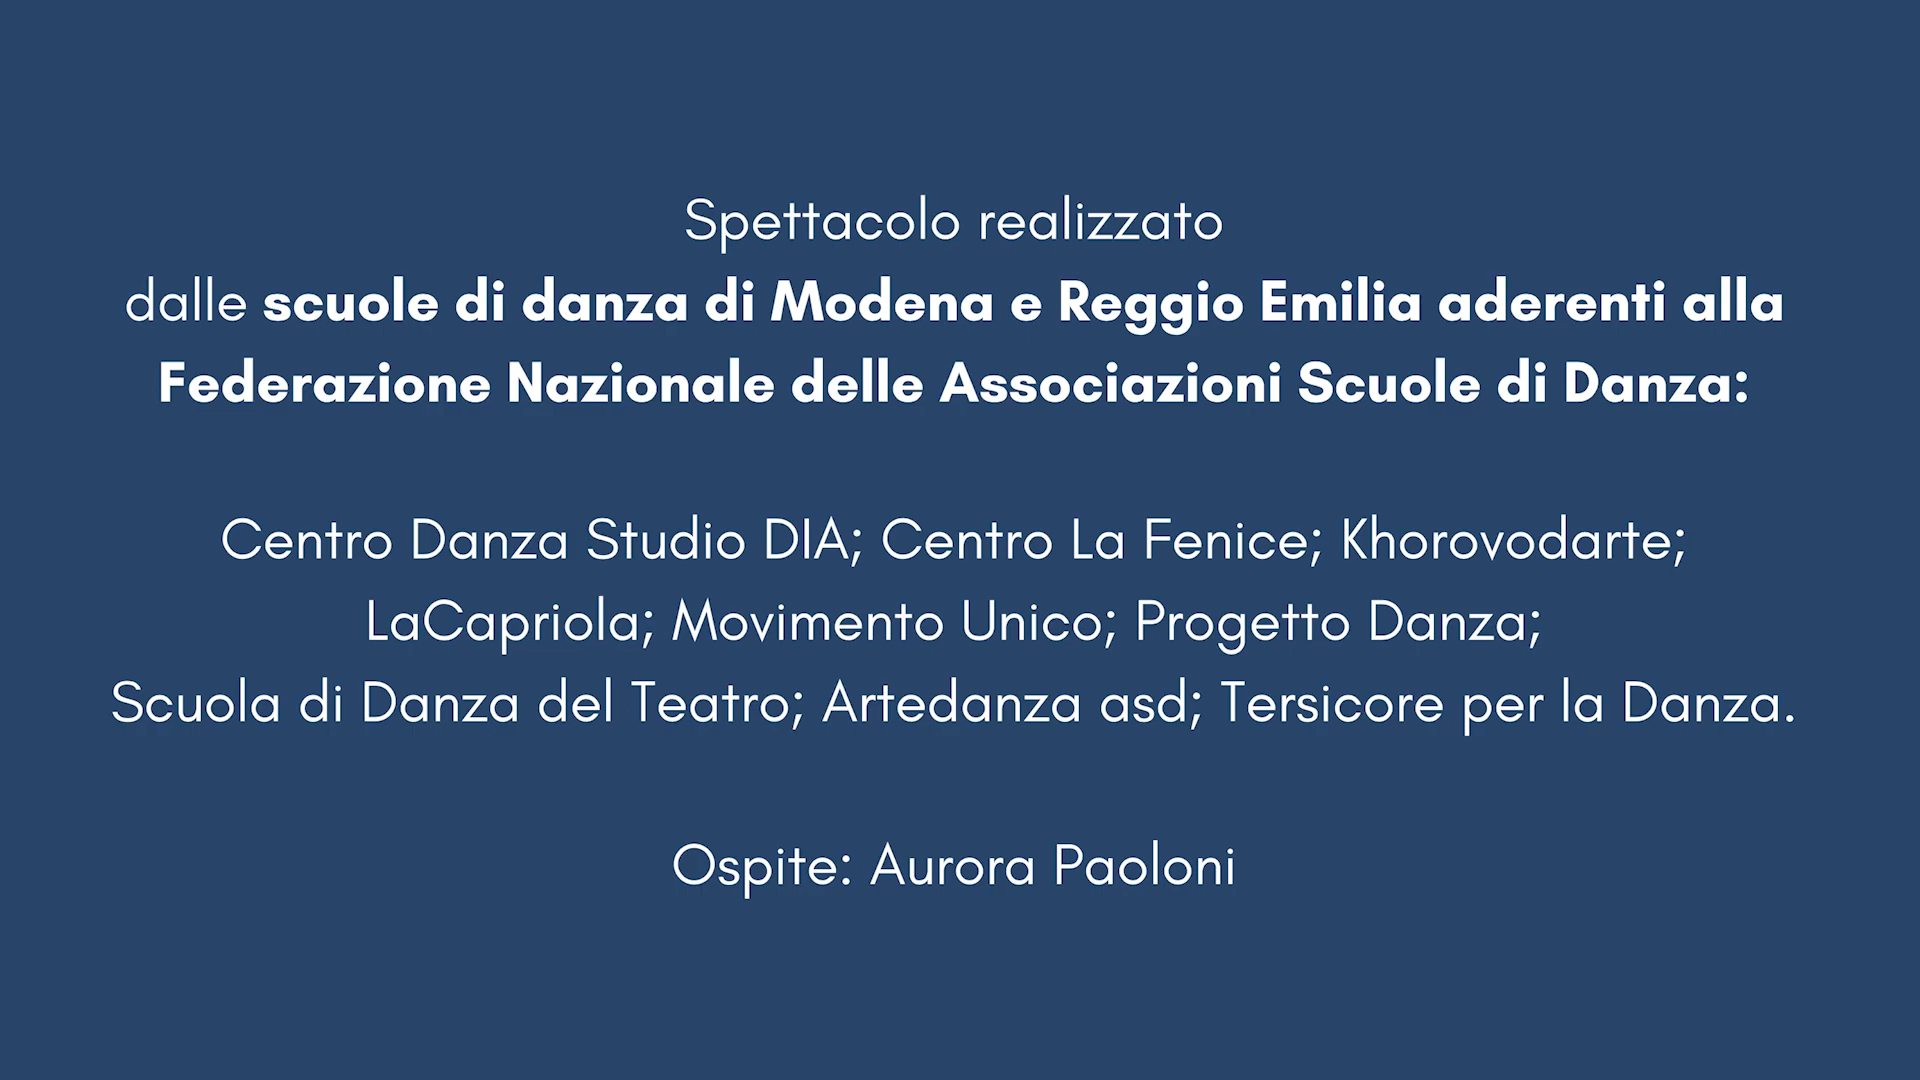 Spettacolo realizzato
dalle scuole di danza di Modena e Reggio Emilia aderenti alla
Federazione Nazionale delle Associazioni Scuole di Danza:
Centro Danza Studio DIA; Centro La Fenice; Khorovodarte;
LaCapriola; Movimento Unico; Progetto Danza;
Scuola di Danza del Teatro; Artedanza asd; Tersicore per la Danza.
Ospite: Aurora Paoloni